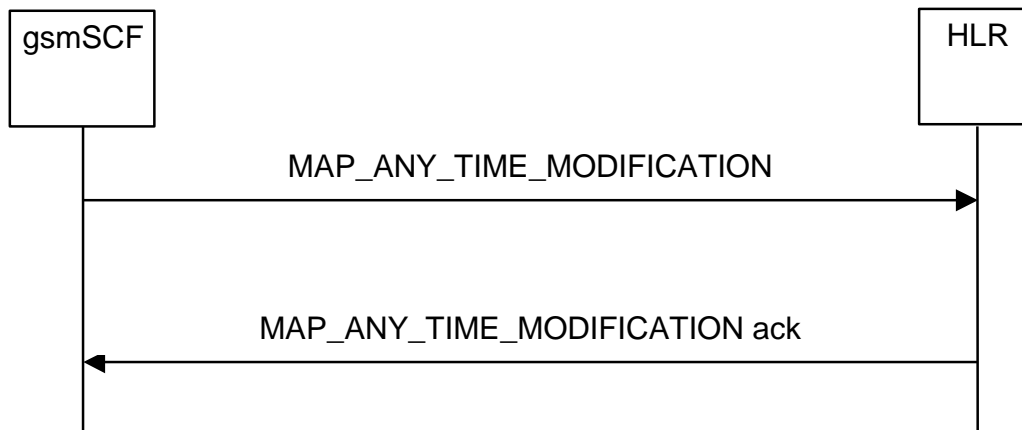 gsmSCF
HLR
MAP_ANY_TIME_MODIFICATION
MAP_ANY_TIME_MODIFICATION ack